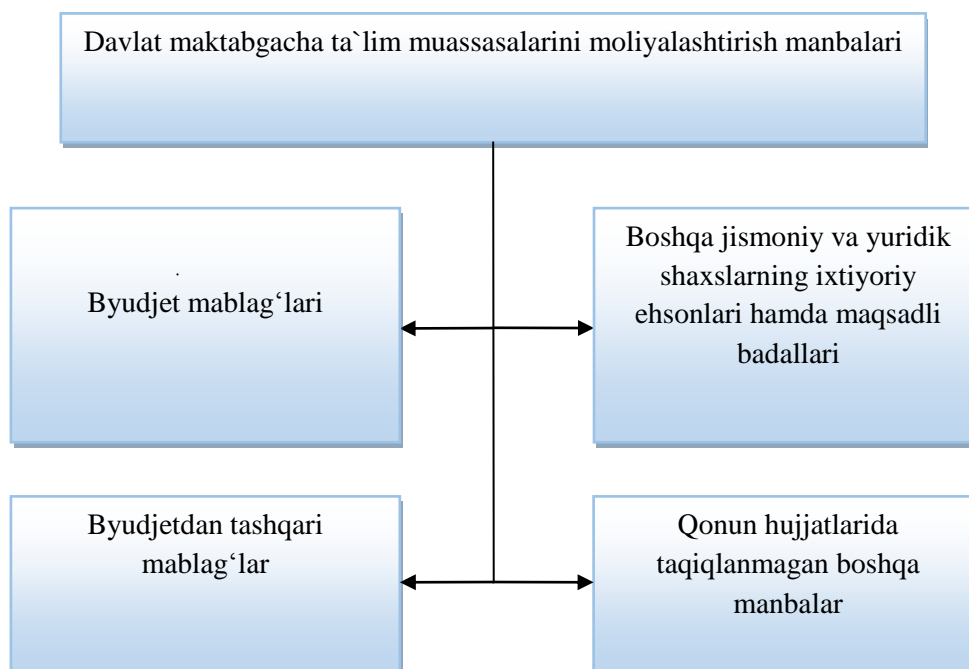 Davlat maktabgacha ta`lim muassasalarini moliyalashtirish manbalari
Byudjet mablag‘lari
Boshqa jismoniy va yuridik
shaxslarning ixtiyoriy
ehsonlari hamda maqsadli
badallari
Byudjetdan tashqari
mablag‘lar
Qonun hujjatlarida
taqiqlanmagan boshqa
manbalar